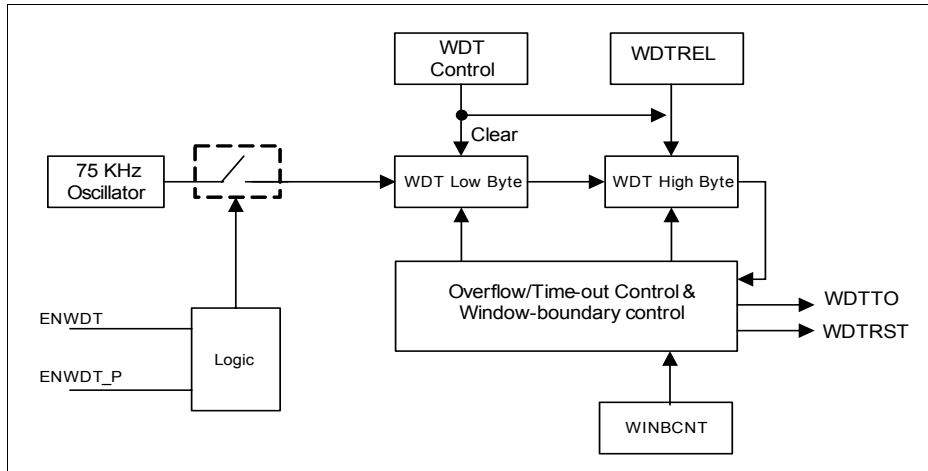 WDT
Control
WDTREL
Clear
75 KHz
Oscillator
WDT Low Byte
WDT High Byte
Overflow/Time-out Control &
Window-boundary control
WDTTO
WDTRST
ENWDT
Logic
ENWDT_P
WINBCNT